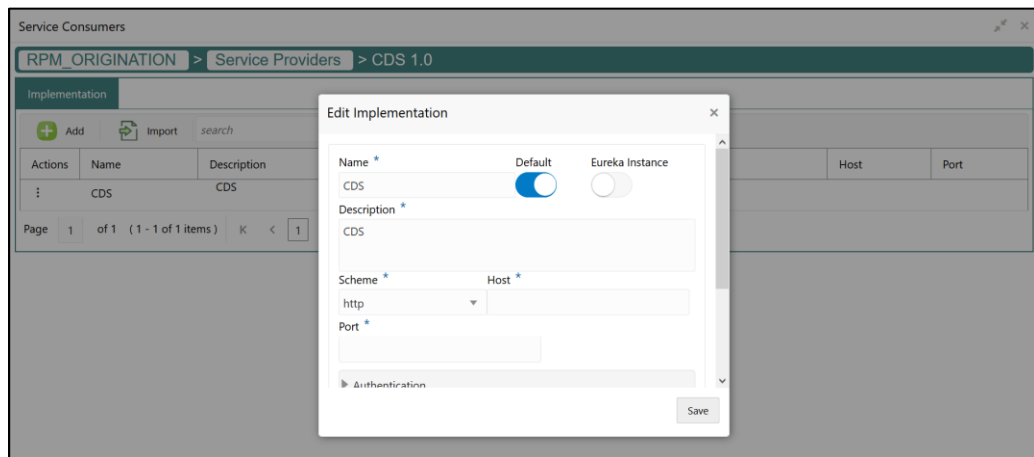 Service Consumers
RPM_ORIGINATION > Service Providers > CDS 1.0
Implementation
Add Import search
Actions Name Description Host Port
CDS CDS
Page 1 of 1 ( 1 - 1 of 1 items ) K < 1
Edit Implementation ×
Name * Default Eureka Instance
CDS
Description *
CDS
Scheme * Host *
http
Port *
Authentication
Save